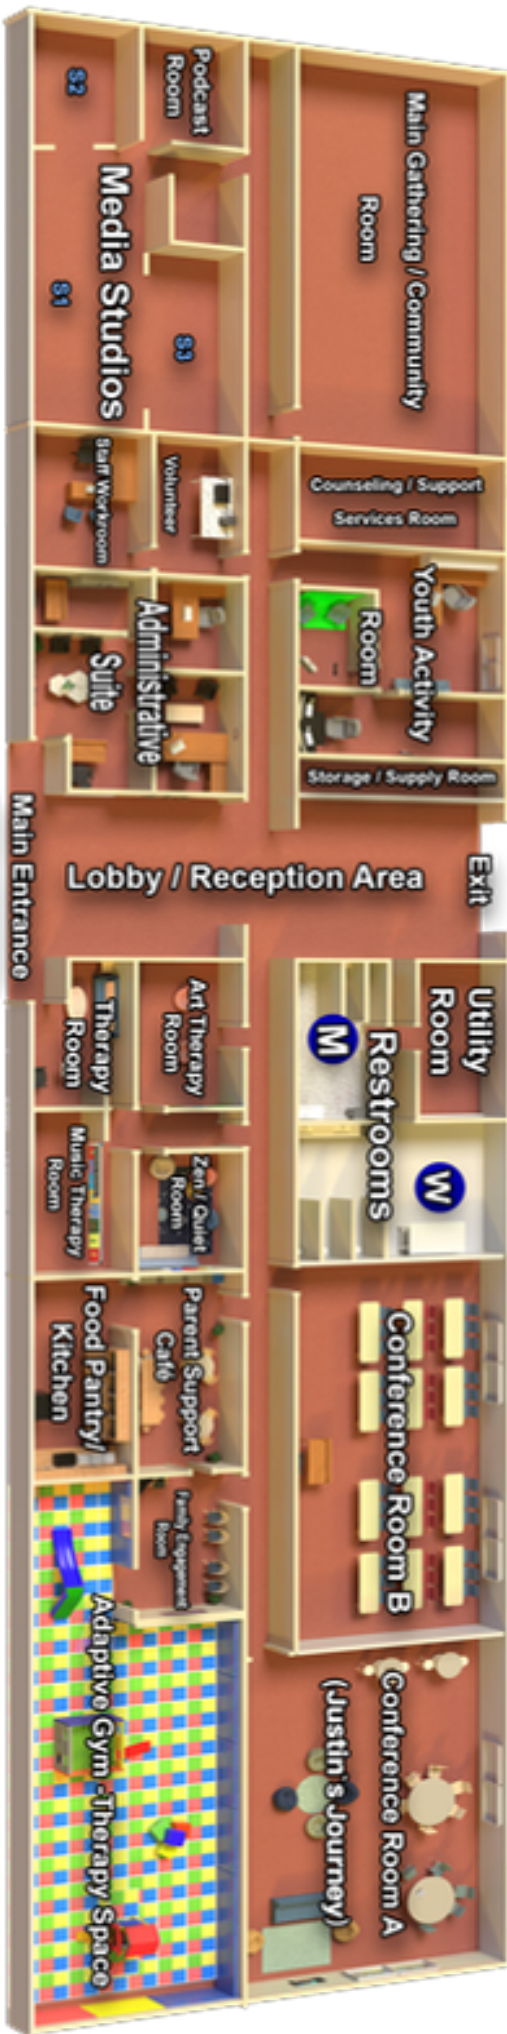 S2
Podcast
Room
Main Gathering / Community
Room
Media Studios
S1
S3
Staff Workroom
Volunteer
Counseling / Support
Services Room
Administrative
Suite
Youth Activity
Room
Storage / Supply Room
Main Entrance
Lobby / Reception Area
Exit
Therapy
Room
Art Therapy
Room
M
Restrooms
W
Utility
Room
Music Therapy
Room
Zen / Quiet
Room
Food Pantry/
Kitchen
Parent Support
Café
Family Engagement
Room
Conference Room B
Adaptive Gym -Therapy Space
Conference Room A
(Justin's Journey)